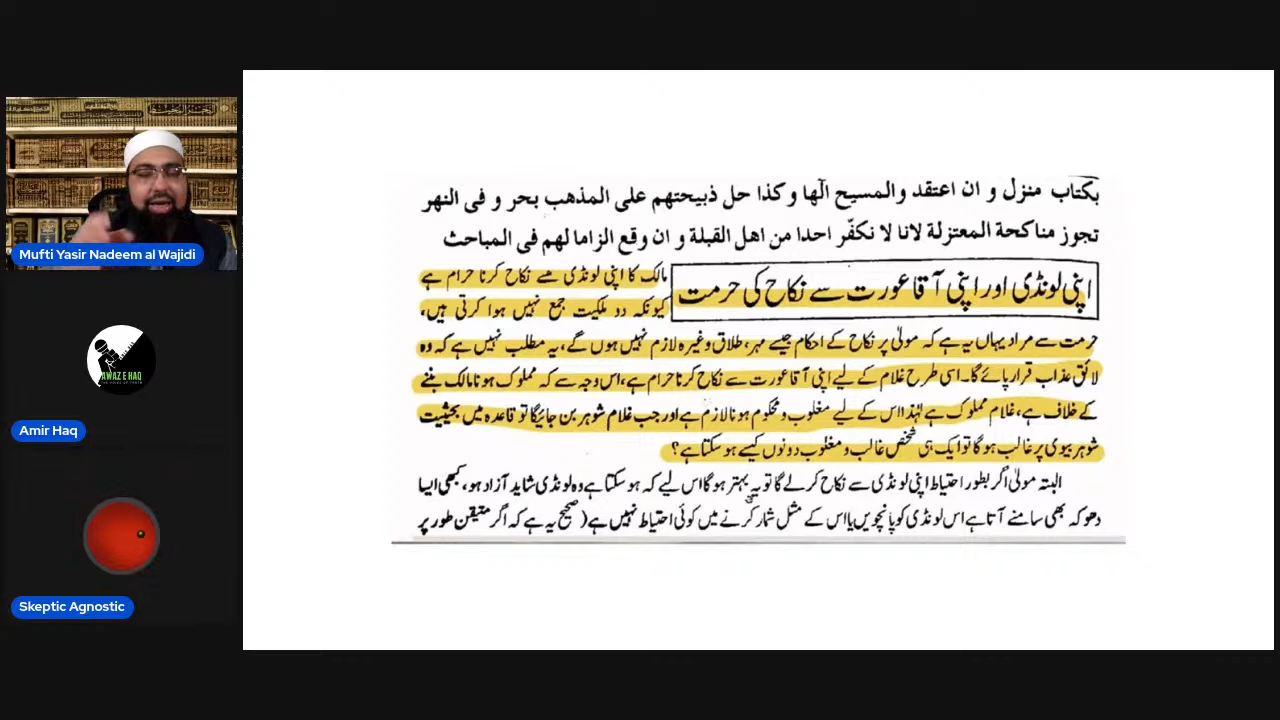 Mufti Yasir Nadeem al Wajidi
AWAZ E HAQ
Amir Haq
Skeptic Agnostic
بکتاب منزل و ان اعتقد والمسیح الٰها وکذا حل ذبیحتهم علی المذهب بحر و فی النهر
تجوز مناکحة المعتزلة لانا لا نکفّر احدا من اهل القبلة و ان وقع الزاما لهم فی المباحث
اپنی لونڈی اور اپنی آقا عورت سے نکاح کی حرمت
مالک کا اپنی لونڈی سے نکاح کرنا حرام ہے
کیونکہ دو ملکیت جمع نہیں ہوا کرتی ہیں،
حرمت سے مراد یہاں یہ ہے کہ مولیٰ پر نکاح کے احکام جیسے مہر، طلاق وغیرہ لازم نہیں ہوں گے، یہ مطلب نہیں ہے کہ وہ
لائق عذاب قرار پائے گا۔ اسی طرح غلام کے لیے اپنی آقا عورت سے نکاح کرنا حرام ہے، اس وجہ سے کہ مملوک ہونا مالک بننے
کے خلاف ہے، غلام مملوک ہے لہٰذا اس کے لیے مغلوب و محکوم ہونا لازم ہے اور جب غلام شوہر بن جائیگا تو قاعدہ میں بحیثیت
شوہر بیوی پر غالب ہوگا تو ایک ہی شخص غالب و مغلوب دونوں کیسے ہو سکتا ہے؟
البتہ مولیٰ اگر بطور احتیاط اپنی لونڈی سے نکاح کرلے گا تو یہ بہتر ہوگا اس لیے کہ ہو سکتا ہے وہ لونڈی شاید آزاد ہو، کبھی ایسا
دھوکہ بھی سامنے آتا ہے اس لونڈی کو پانچویں یا اس کے مثل شمار کرنے میں کوئی احتیاط نہیں ہے (صحیح یہ ہے کہ اگر متیقن طور پر